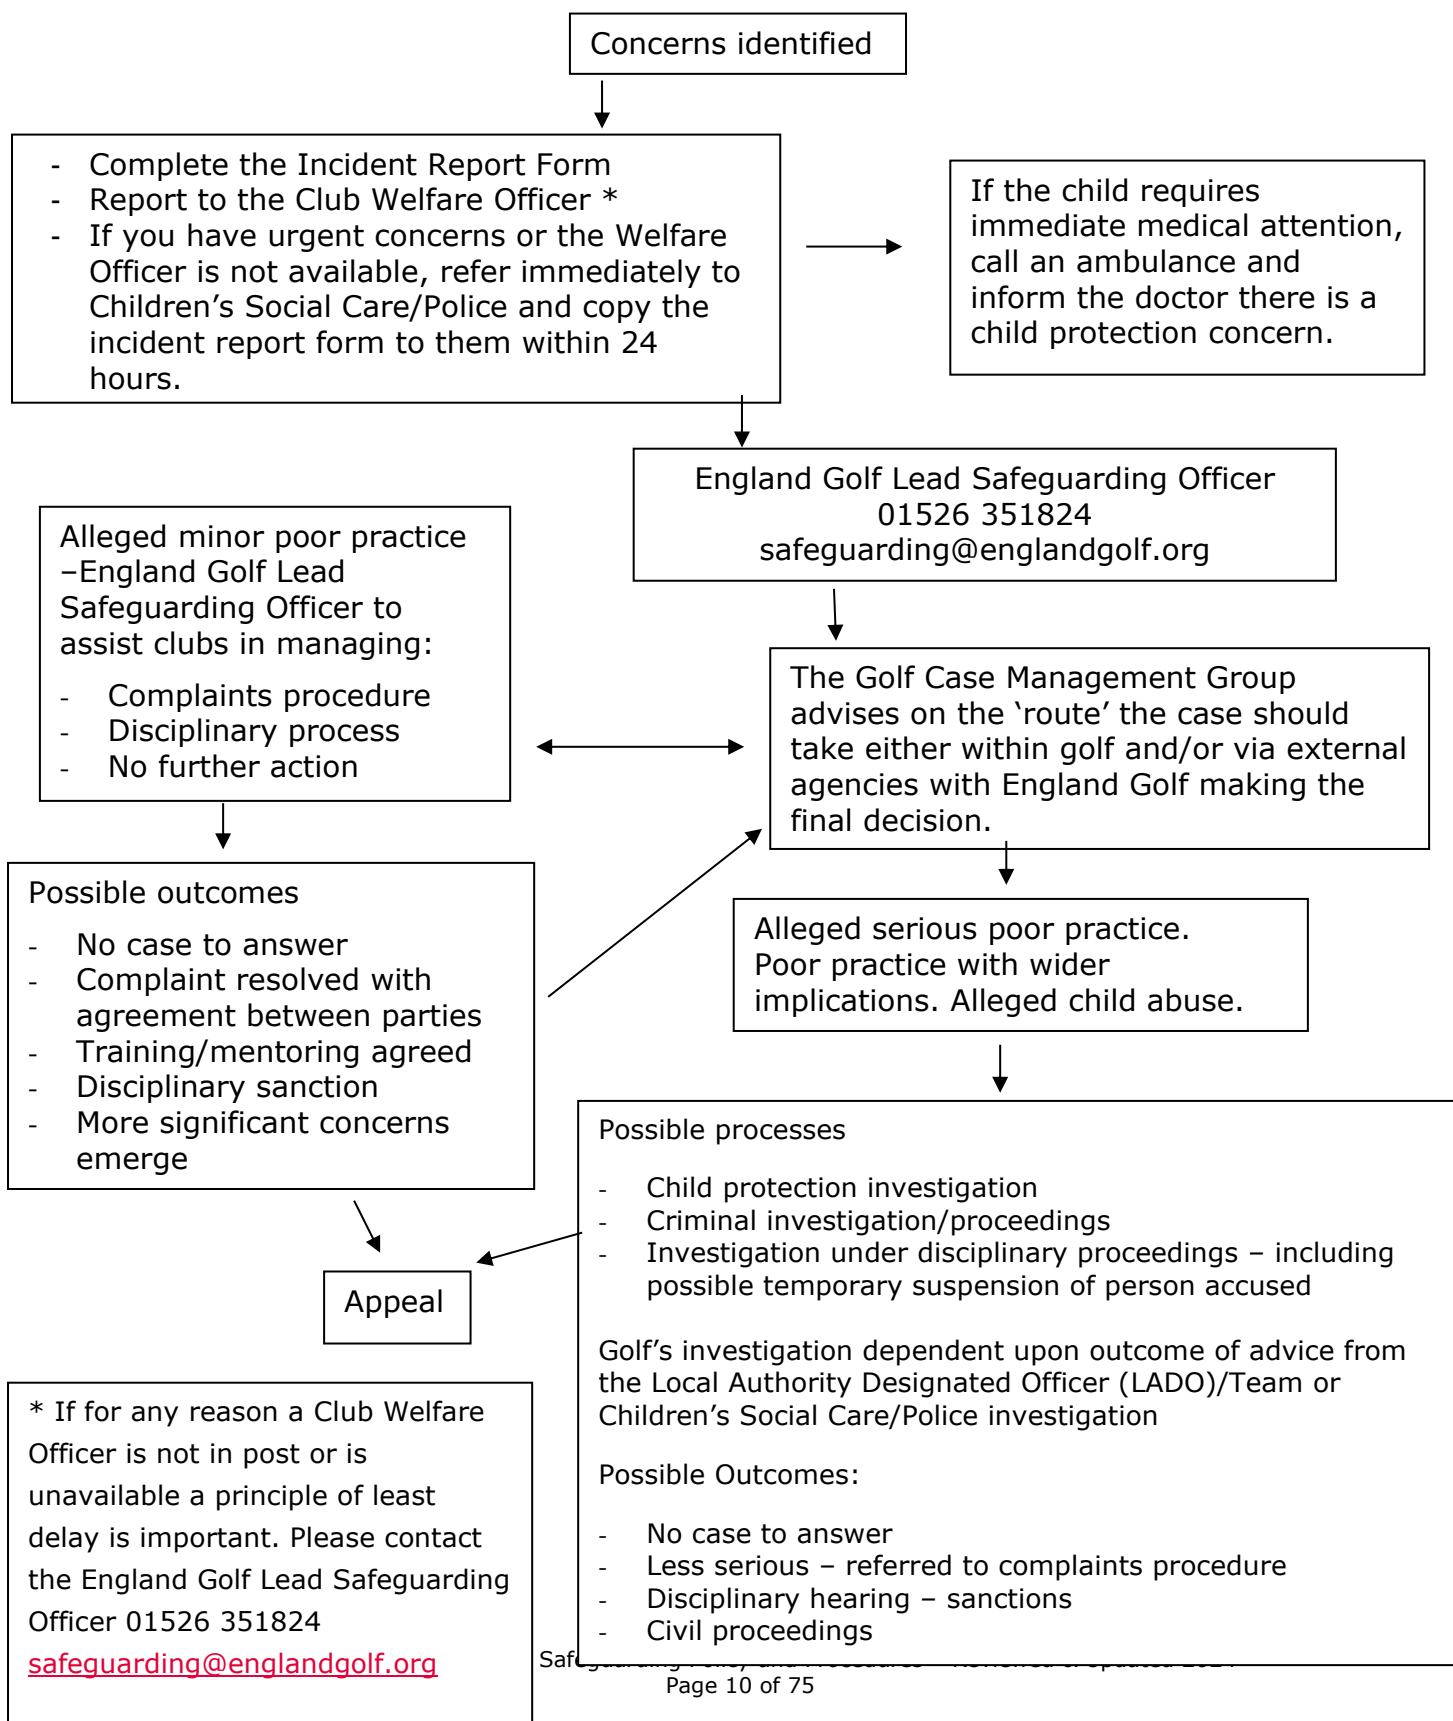 Concerns identified
- Complete the Incident Report Form
- Report to the Club Welfare Officer *
- If you have urgent concerns or the Welfare
Officer is not available, refer immediately to
Children’s Social Care/Police and copy the
incident report form to them within 24
hours.
If the child requires
immediate medical attention,
call an ambulance and
inform the doctor there is a
child protection concern.
England Golf Lead Safeguarding Officer
01526 351824
safeguarding@englandgolf.org
Alleged minor poor practice
–England Golf Lead
Safeguarding Officer to
assist clubs in managing:
- Complaints procedure
- Disciplinary process
- No further action
The Golf Case Management Group
advises on the ‘route’ the case should
take either within golf and/or via external
agencies with England Golf making the
final decision.
Possible outcomes
- No case to answer
- Complaint resolved with
agreement between parties
- Training/mentoring agreed
- Disciplinary sanction
- More significant concerns
emerge
Alleged serious poor practice.
Poor practice with wider
implications. Alleged child abuse.
Possible processes
- Child protection investigation
- Criminal investigation/proceedings
- Investigation under disciplinary proceedings – including
possible temporary suspension of person accused
Golf’s investigation dependent upon outcome of advice from
the Local Authority Designated Officer (LADO)/Team or
Children’s Social Care/Police investigation
Possible Outcomes:
- No case to answer
- Less serious – referred to complaints procedure
- Disciplinary hearing – sanctions
- Civil proceedings
Appeal
* If for any reason a Club Welfare
Officer is not in post or is
unavailable a principle of least
delay is important. Please contact
the England Golf Lead Safeguarding
Officer 01526 351824
safeguarding@englandgolf.org
Page 10 of 75